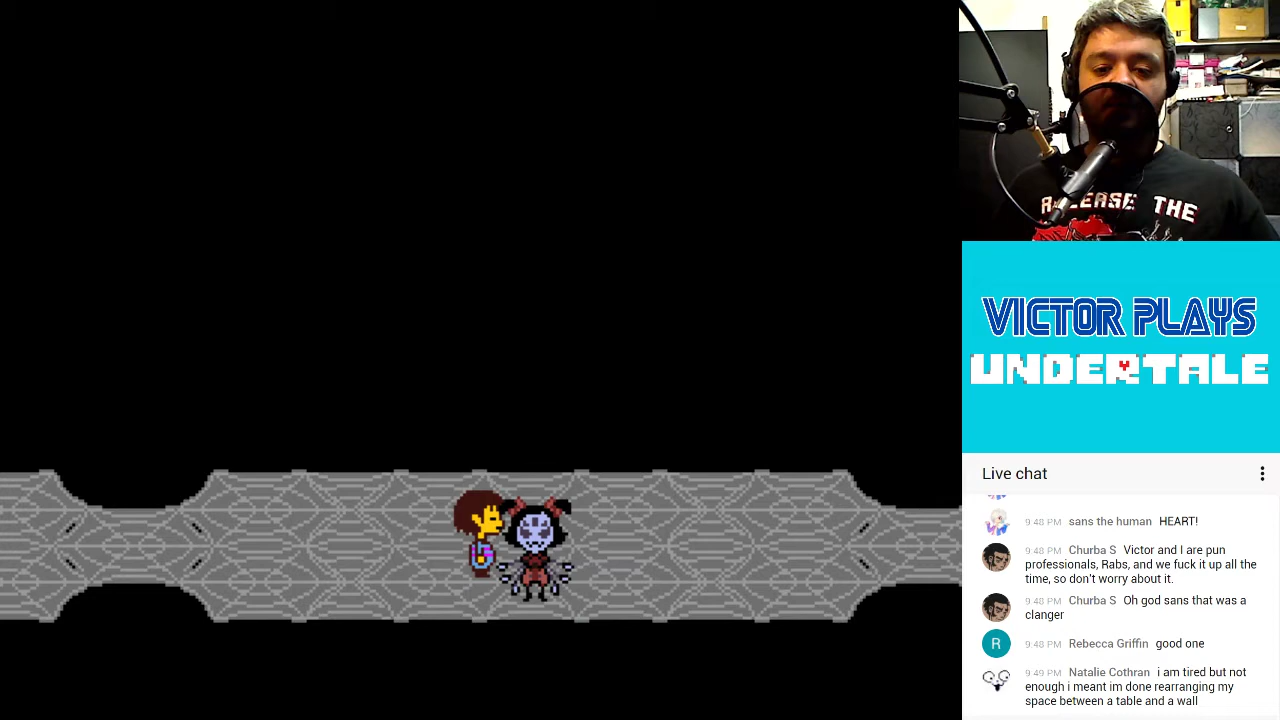 RELEASE THE
VICTOR PLAYS
UNDERTALE
Live chat
9:48 PM sans the human HEART!
9:48 PM Churba S Victor and I are pun
professionals, Rabs, and we fuck it up all the
time, so don't worry about it.
9:48 PM Churba S Oh god sans that was a
clanger
R
9:48 PM Rebecca Griffin good one
9:49 PM Natalie Cothran i am tired but not
enough i meant im done rearranging my
space between a table and a wall